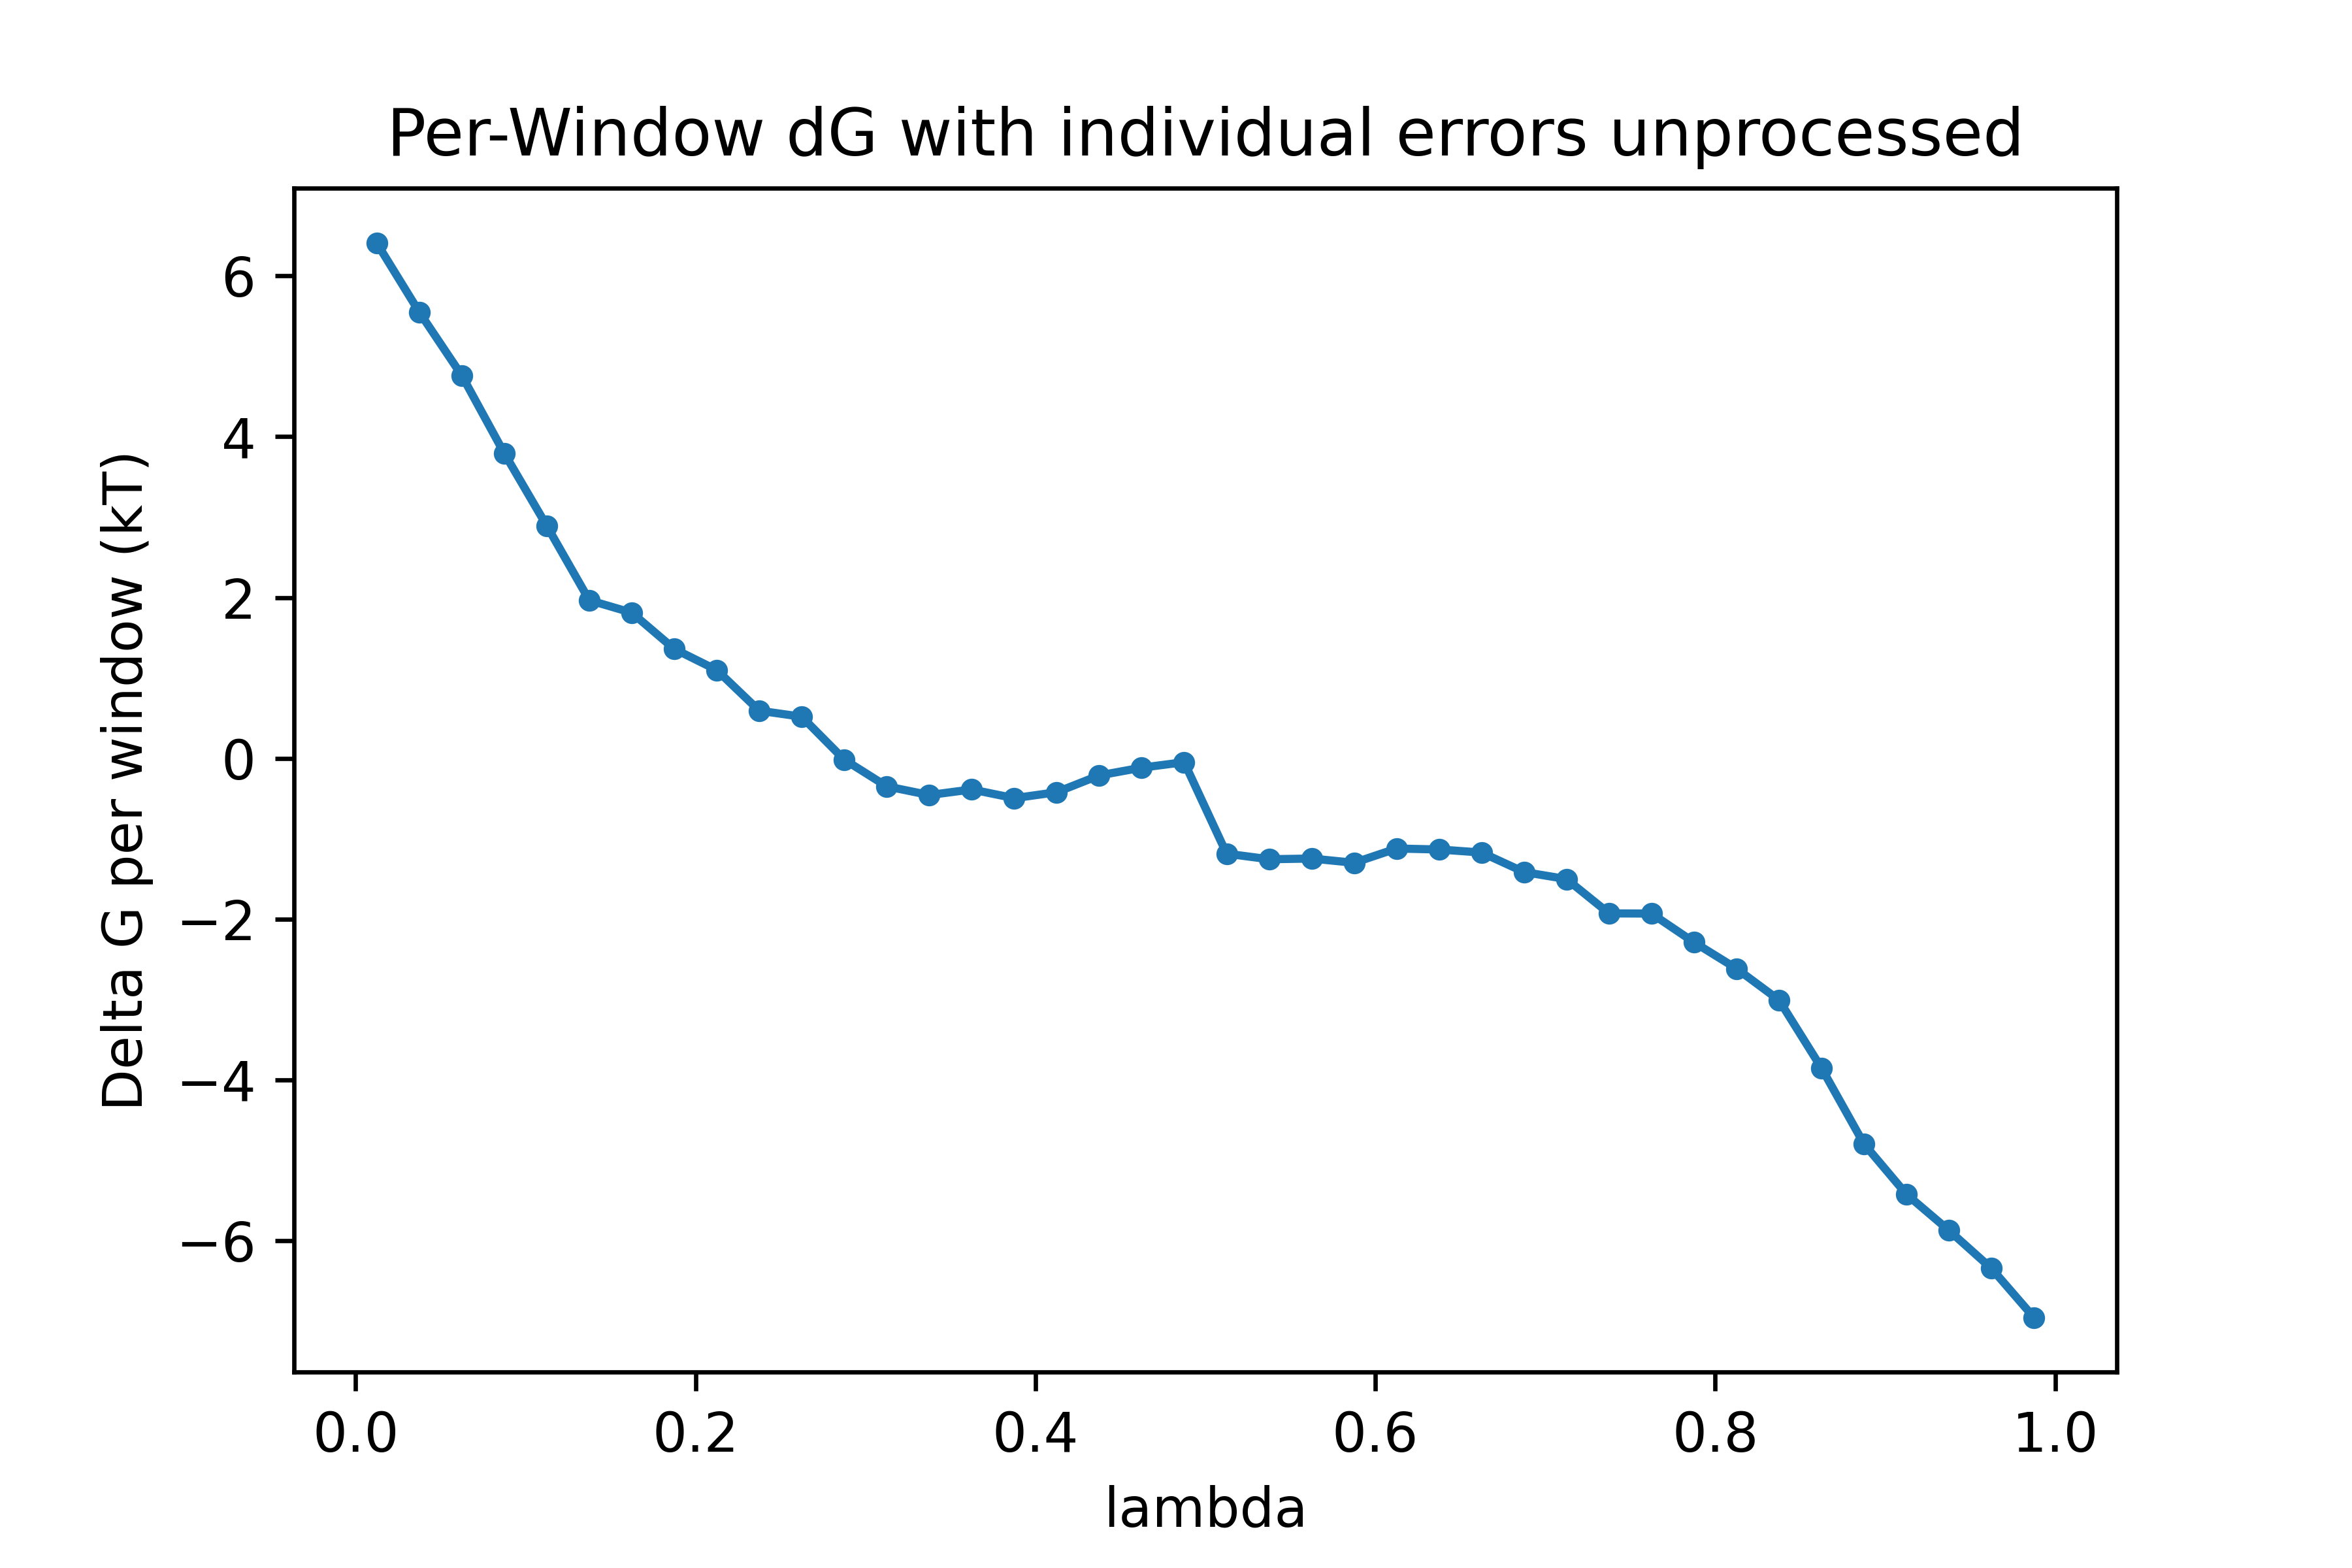 Per-Window dG with individual errors unprocessed
Delta G per window (kT)
6
4
2
0
−2
−4
−6
0.0 0.2 0.4 0.6 0.8 1.0
lambda